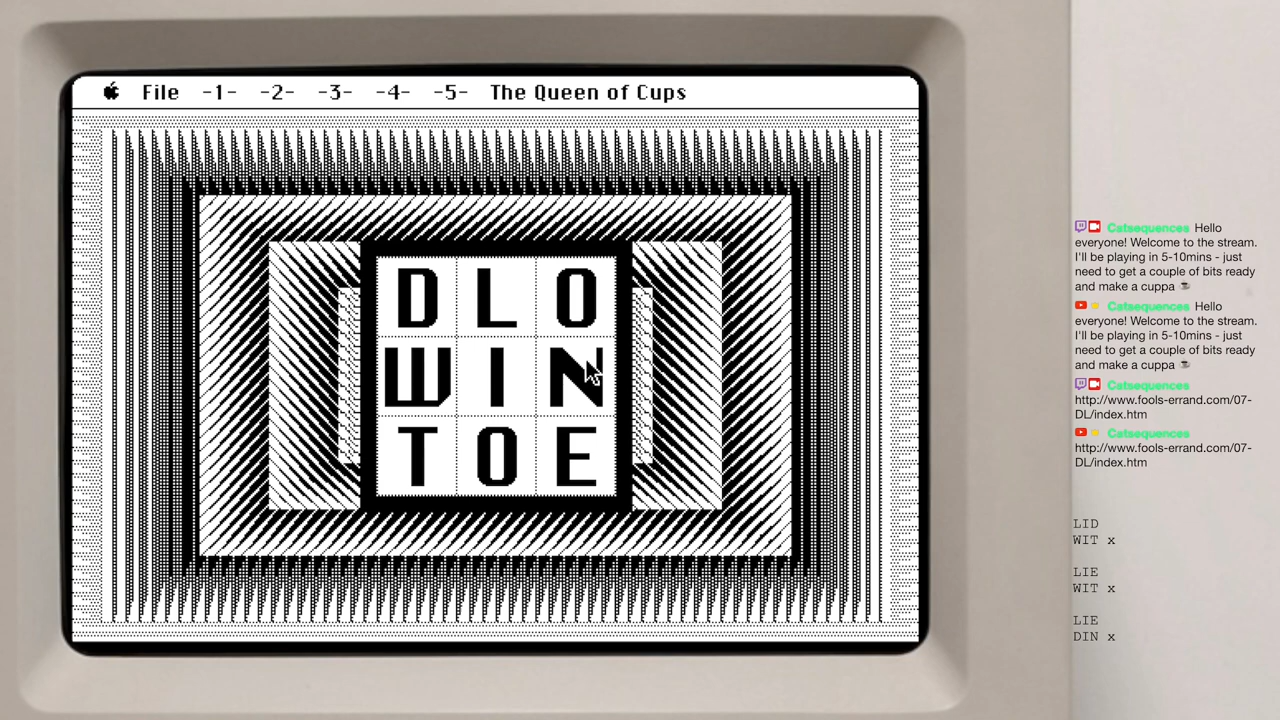 File -1- -2- -3- -4- -5- The Queen of Cups
D L O
W I N
T O E
Catsequences Hello
everyone! Welcome to the stream.
I'll be playing in 5-10mins - just
need to get a couple of bits ready
and make a cuppa ☕
Catsequences Hello
everyone! Welcome to the stream.
I'll be playing in 5-10mins - just
need to get a couple of bits ready
and make a cuppa ☕
Catsequences
http://www.fools-errand.com/07-
DL/index.htm
Catsequences
http://www.fools-errand.com/07-
DL/index.htm
LID
WIT x
LIE
WIT x
LIE
DIN x